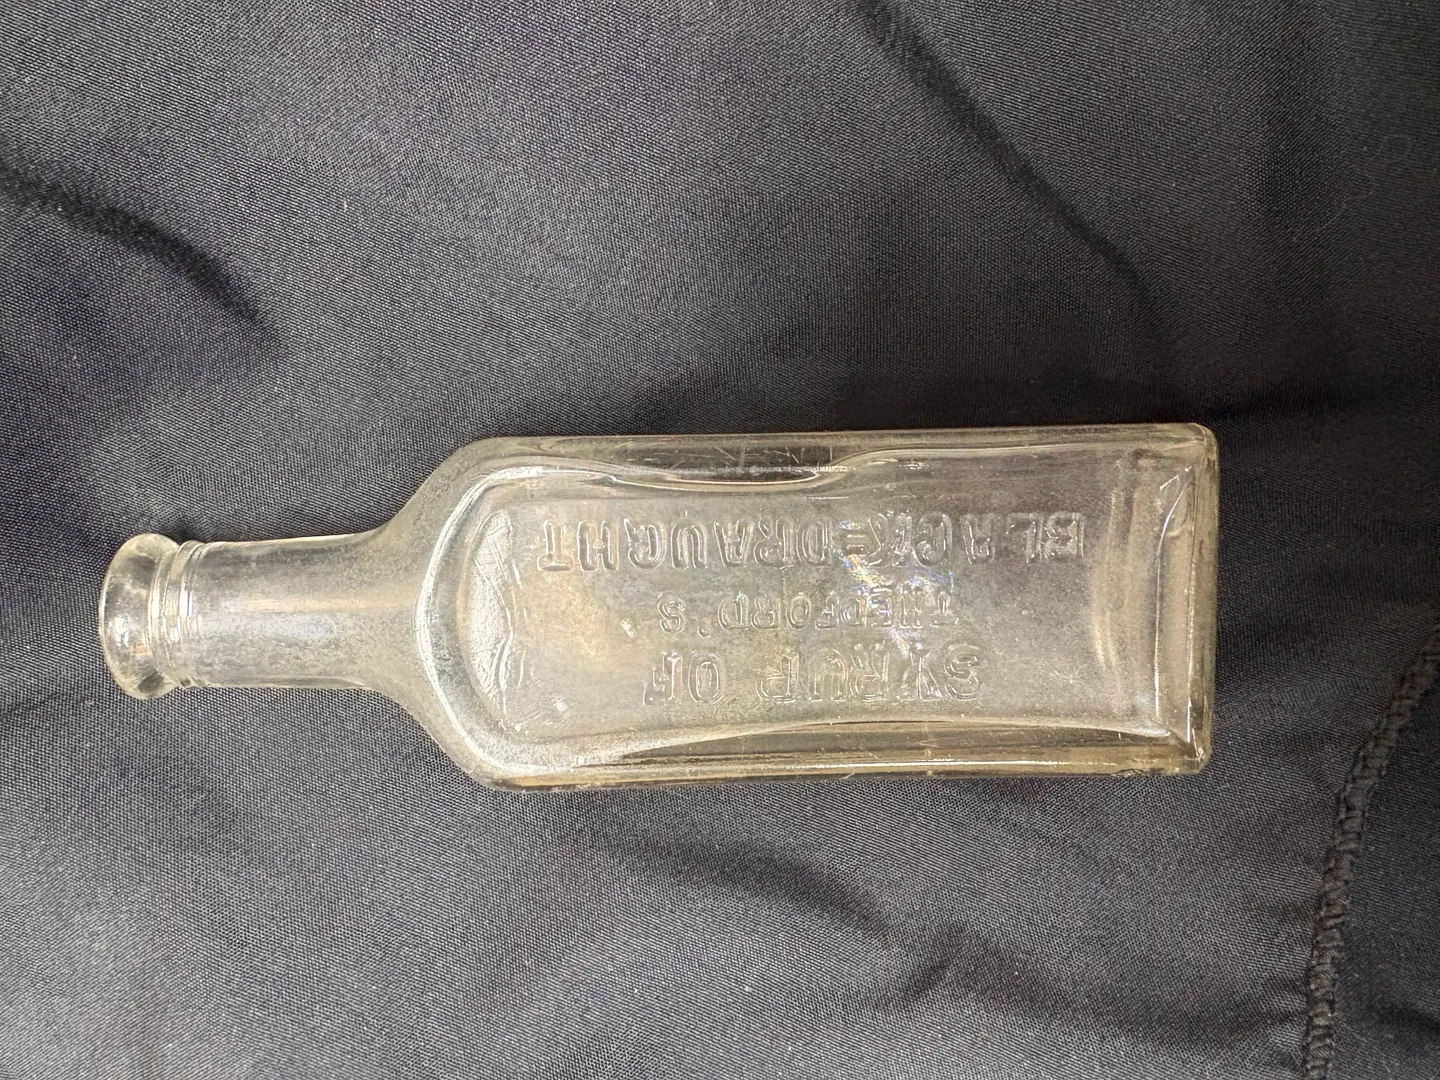 SYRUP OF
THEDFORD'S
BLACK=DRAUGHT